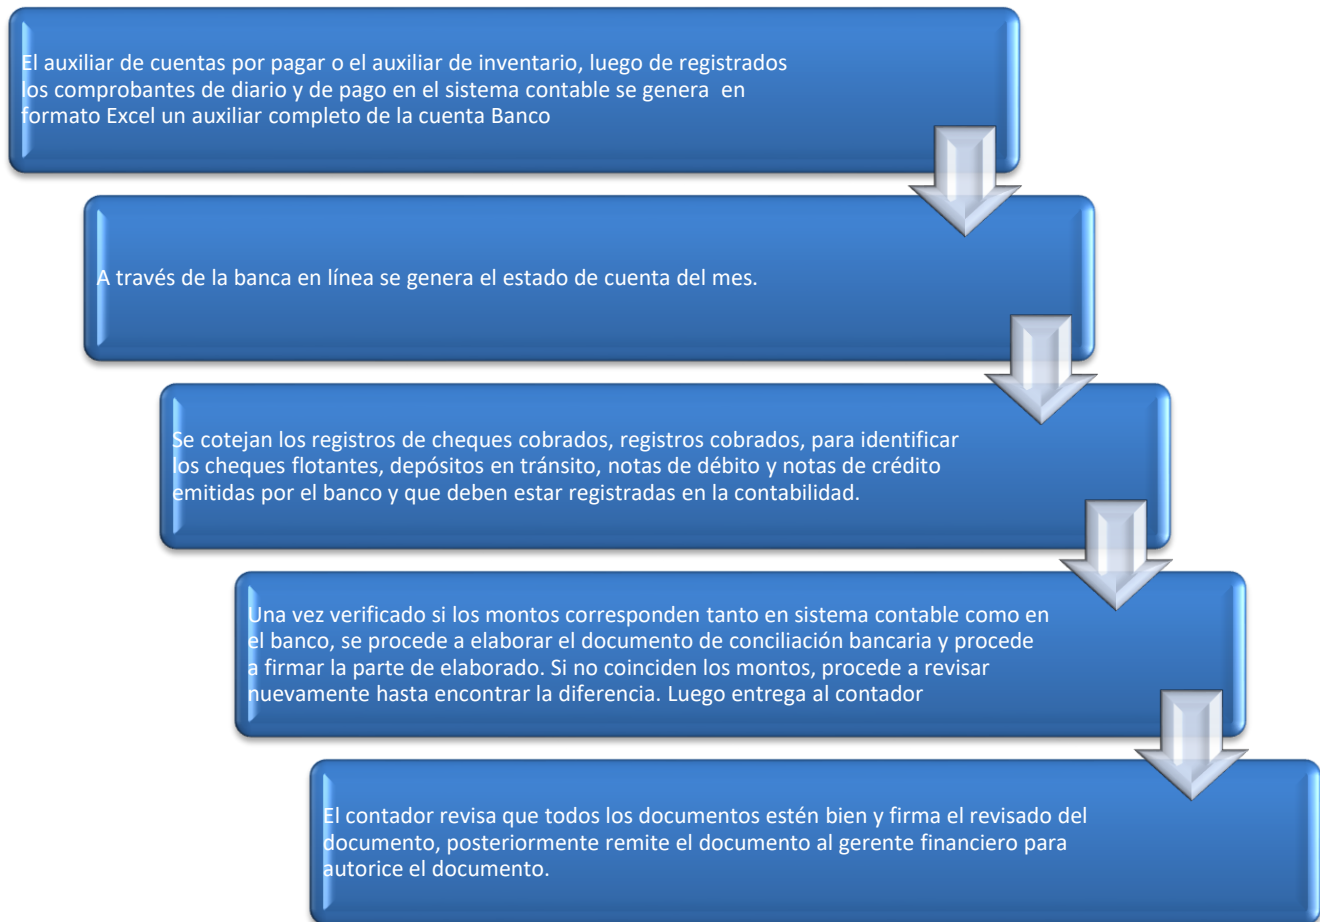 El auxiliar de cuentas por pagar o el auxiliar de inventario, luego de registrados
los comprobantes de diario y de pago en el sistema contable se genera  en
formato Excel un auxiliar completo de la cuenta Banco
A través de la banca en línea se genera el estado de cuenta del mes.
Se cotejan los registros de cheques cobrados, registros cobrados, para identificar
los cheques flotantes, depósitos en tránsito, notas de débito y notas de crédito
emitidas por el banco y que deben estar registradas en la contabilidad.
Una vez verificado si los montos corresponden tanto en sistema contable como en
el banco, se procede a elaborar el documento de conciliación bancaria y procede
a firmar la parte de elaborado. Si no coinciden los montos, procede a revisar
nuevamente hasta encontrar la diferencia. Luego entrega al contador
El contador revisa que todos los documentos estén bien y firma el revisado del
documento, posteriormente remite el documento al gerente financiero para
autorice el documento.